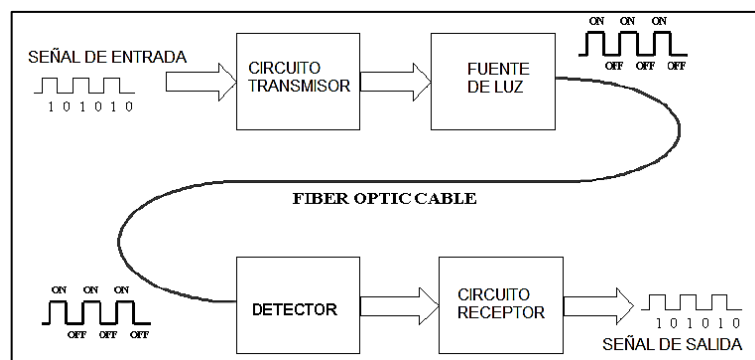 ON ON ON
OFF OFF OFF
SEÑAL DE ENTRADA
1 0 1 0 1 0
CIRCUITO
TRANSMISOR
FUENTE
DE LUZ
FIBER OPTIC CABLE
ON ON ON
OFF OFF OFF
DETECTOR
CIRCUITO
RECEPTOR
1 0 1 0 1 0
SEÑAL DE SALIDA